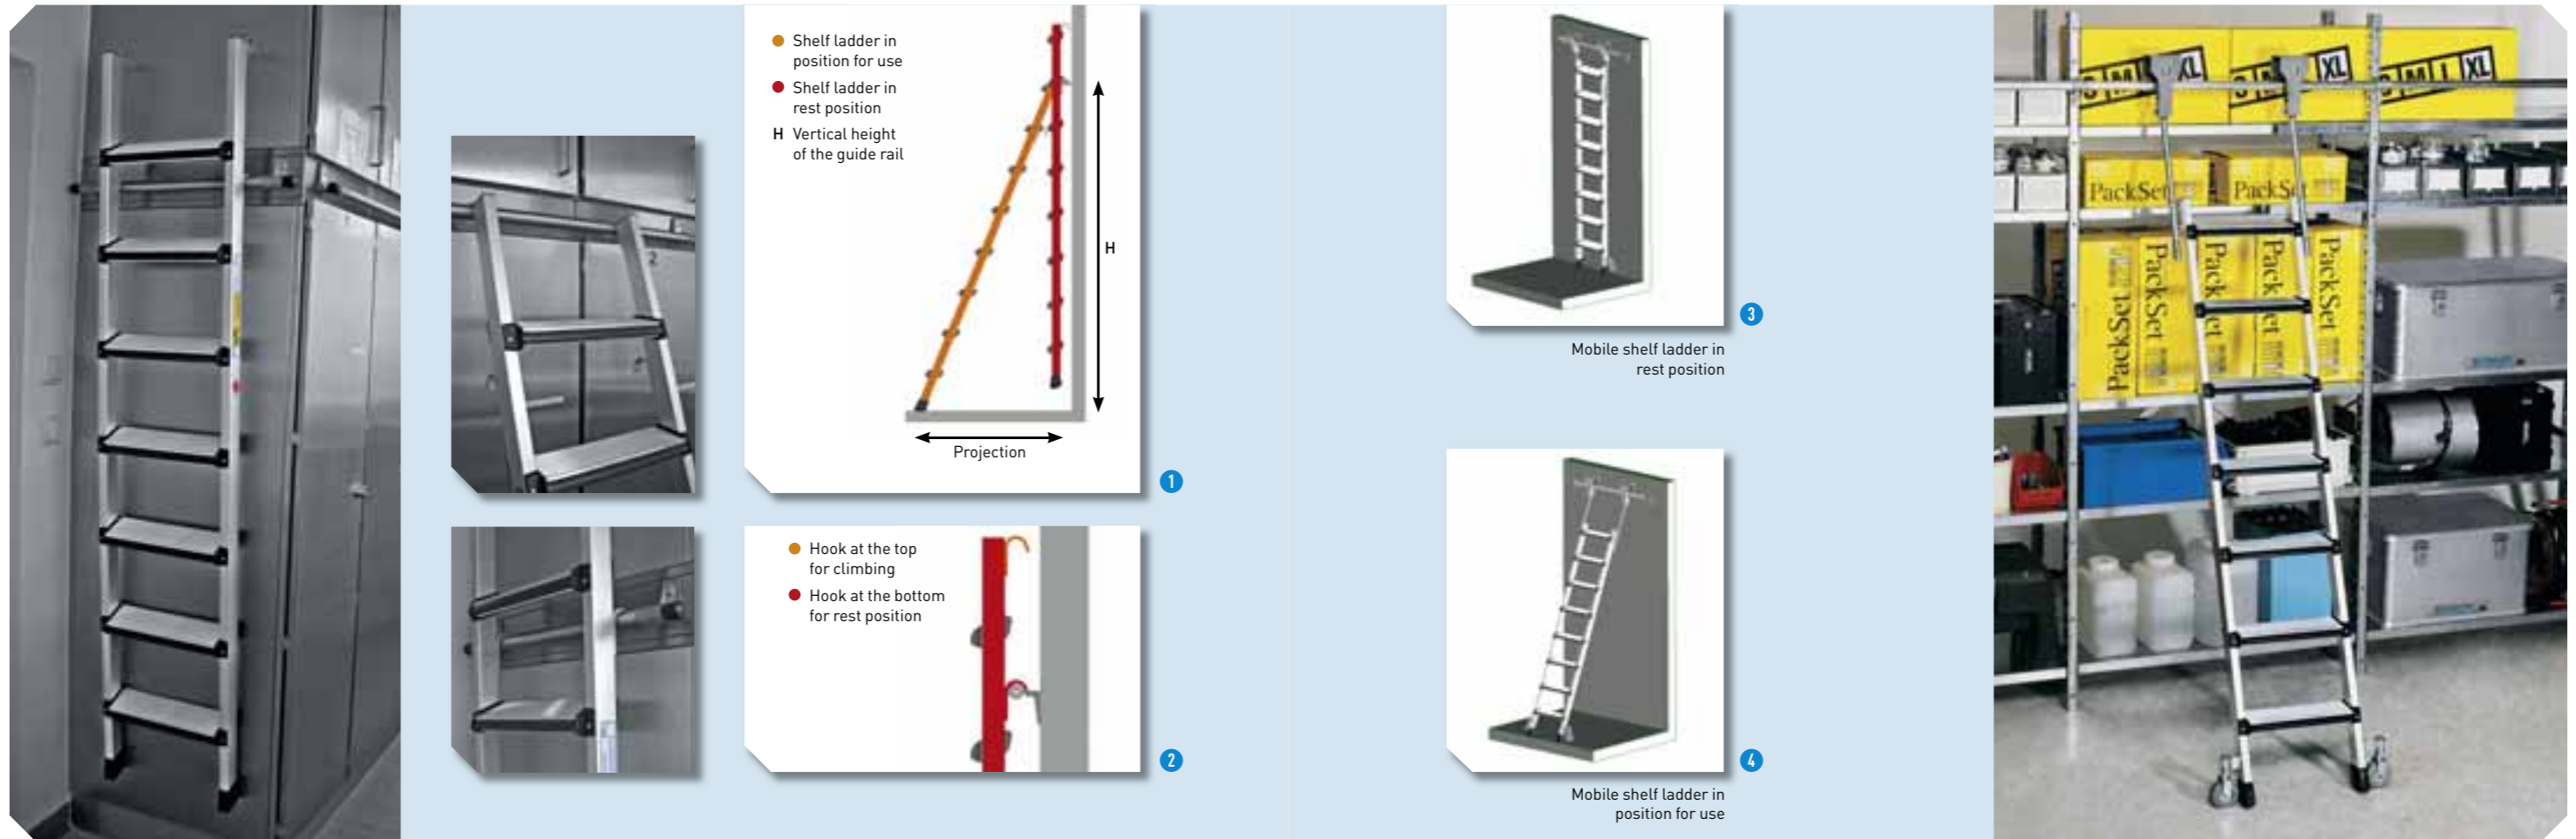 Shelf ladder in
position for use
Shelf ladder in
rest position
H Vertical height
of the guide rail
H
Projection
1
Hook at the top
for climbing
Hook at the bottom
for rest position
2
3
Mobile shelf ladder in
rest position
4
Mobile shelf ladder in
position for use
S M XL
S M XL
S M L XL
PackSet
PackSet
PackSet
PackSet
PackSet
PackSet
PackSet